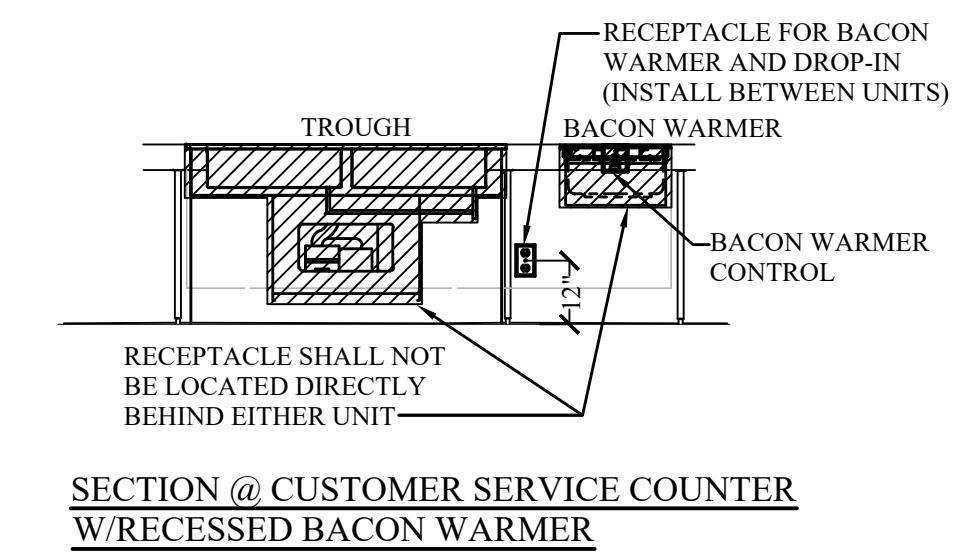 RECEPTACLE FOR BACON
WARMER AND DROP-IN
(INSTALL BETWEEN UNITS)
TROUGH
BACON WARMER
BACON WARMER
CONTROL
12"
RECEPTACLE SHALL NOT
BE LOCATED DIRECTLY
BEHIND EITHER UNIT
SECTION @ CUSTOMER SERVICE COUNTER
W/RECESSED BACON WARMER